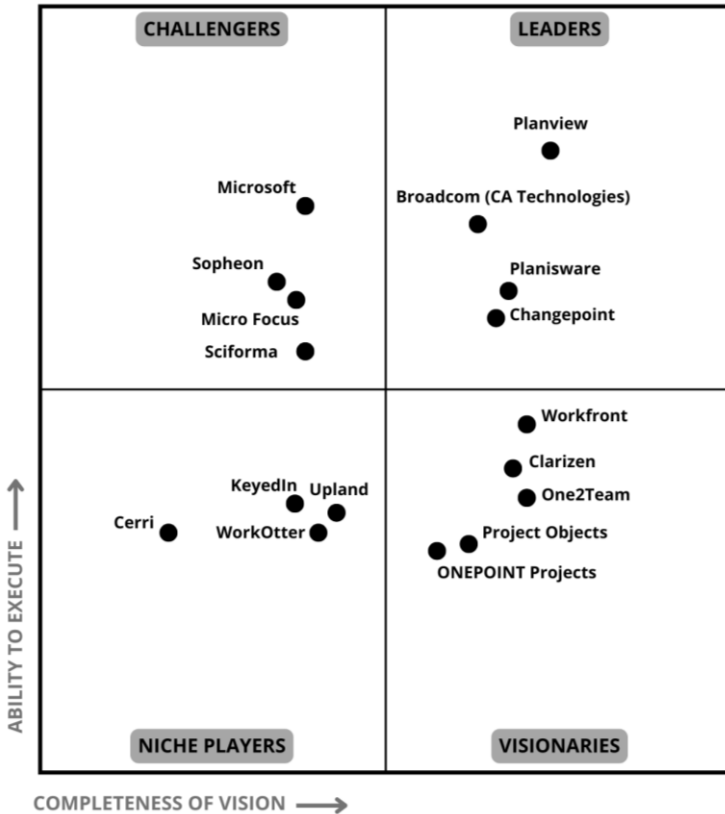 CHALLENGERS
LEADERS
Planview
Microsoft
Broadcom (CA Technologies)
Sopheon
Planisware
Micro Focus
Changepoint
Sciforma
Workfront
Clarizen
KeyedIn
Upland
One2Team
Cerri
WorkOtter
Project Objects
ONEPOINT Projects
NICHE PLAYERS
VISIONARIES
ABILITY TO EXECUTE
COMPLETENESS OF VISION